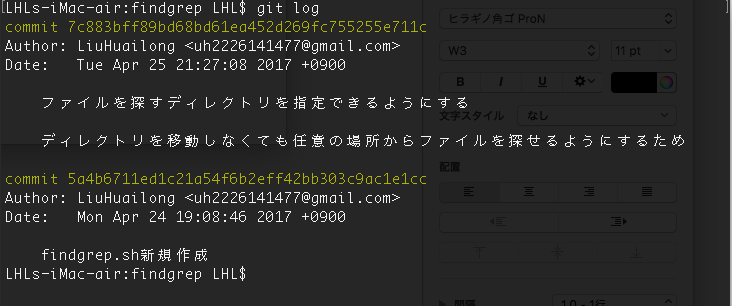 [LHLs-iMac-air:findgrep LHL$ git log ]
commit 7c883bff89bd68bd61ea452d269fc755255e711c
Author: LiuHuailong <uh2226141477@gmail.com>
Date:   Tue Apr 25 21:27:08 2017 +0900
ファイルを探すディレクトリを指定できるようにする
ディレクトリを移動しなくても任意の場所からファイルを探せるようにするため
commit 5a4b6711ed1c21a54f6b2eff42bb303c9ac1e1cc
Author: LiuHuailong <uh2226141477@gmail.com>
Date:   Mon Apr 24 19:08:46 2017 +0900
findgrep.sh新規作成
LHLs-iMac-air:findgrep LHL$
ヒラギノ角ゴ ProN
W3 11 pt
B I U
文字スタイル なし
配置
間隔 1.0 - 1行